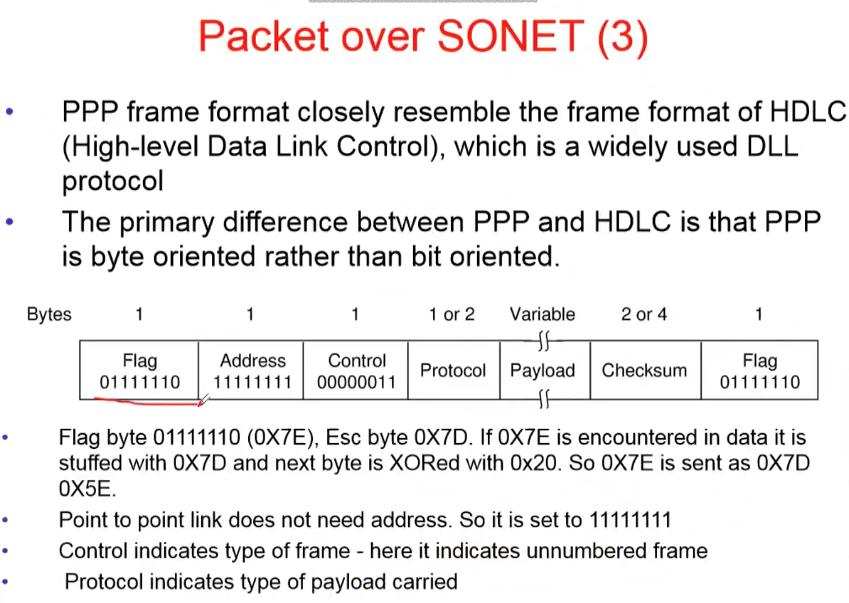 Packet over SONET (3)
• PPP frame format closely resemble the frame format of HDLC
(High-level Data Link Control), which is a widely used DLL
protocol
• The primary difference between PPP and HDLC is that PPP
is byte oriented rather than bit oriented.
Bytes 1 1 1 1 or 2 Variable 2 or 4 1
Flag Address Control Protocol Payload Checksum Flag
01111110 11111111 00000011 01111110
• Flag byte 01111110 (0X7E), Esc byte 0X7D. If 0X7E is encountered in data it is
stuffed with 0X7D and next byte is XORed with 0x20. So 0X7E is sent as 0X7D
0X5E.
• Point to point link does not need address. So it is set to 11111111
• Control indicates type of frame - here it indicates unnumbered frame
• Protocol indicates type of payload carried